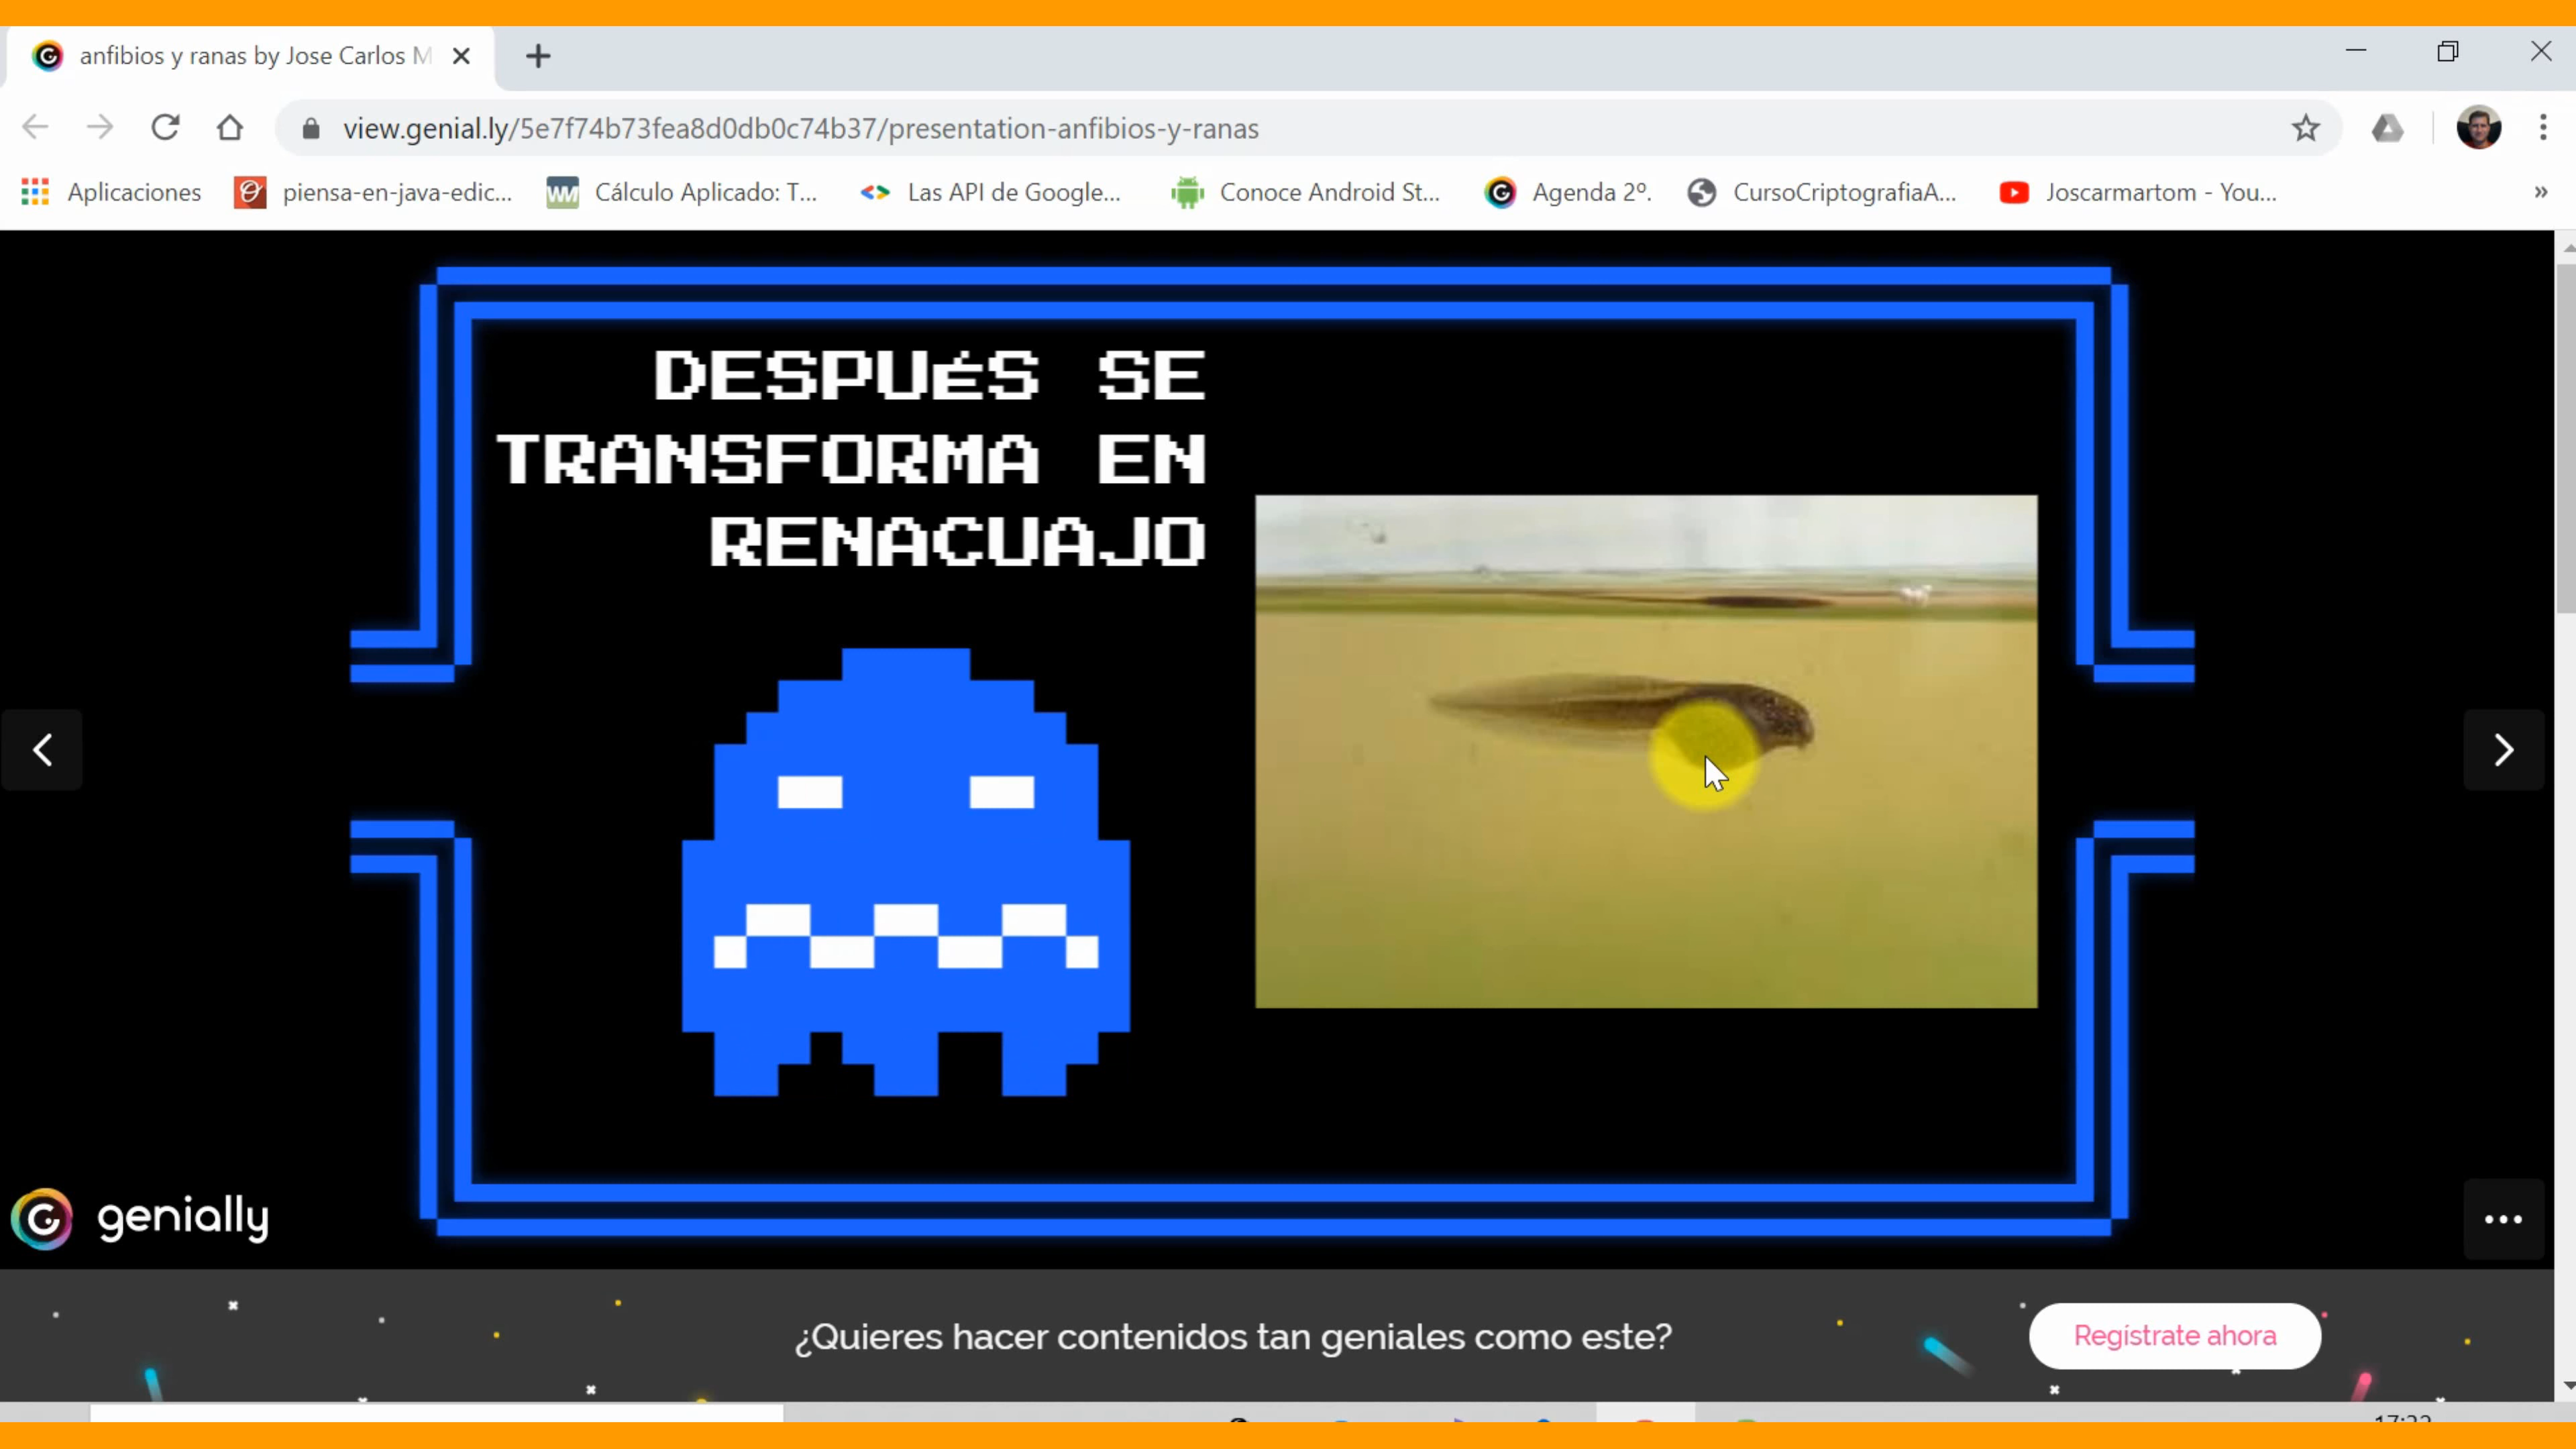 anfibios y ranas by Jose Carlos M
view.genial.ly/5e7f74b73fea8d0db0c74b37/presentation-anfibios-y-ranas
Aplicaciones piensa-en-java-edic... Cálculo Aplicado: T... Las API de Google... Conoce Android St... Agenda 2º. CursoCriptografiaA... Joscarmartom - You... »
DESPUéS SE
TRANSFORMA EN
RENACUAJO
genially
¿Quieres hacer contenidos tan geniales como este?
Regístrate ahora